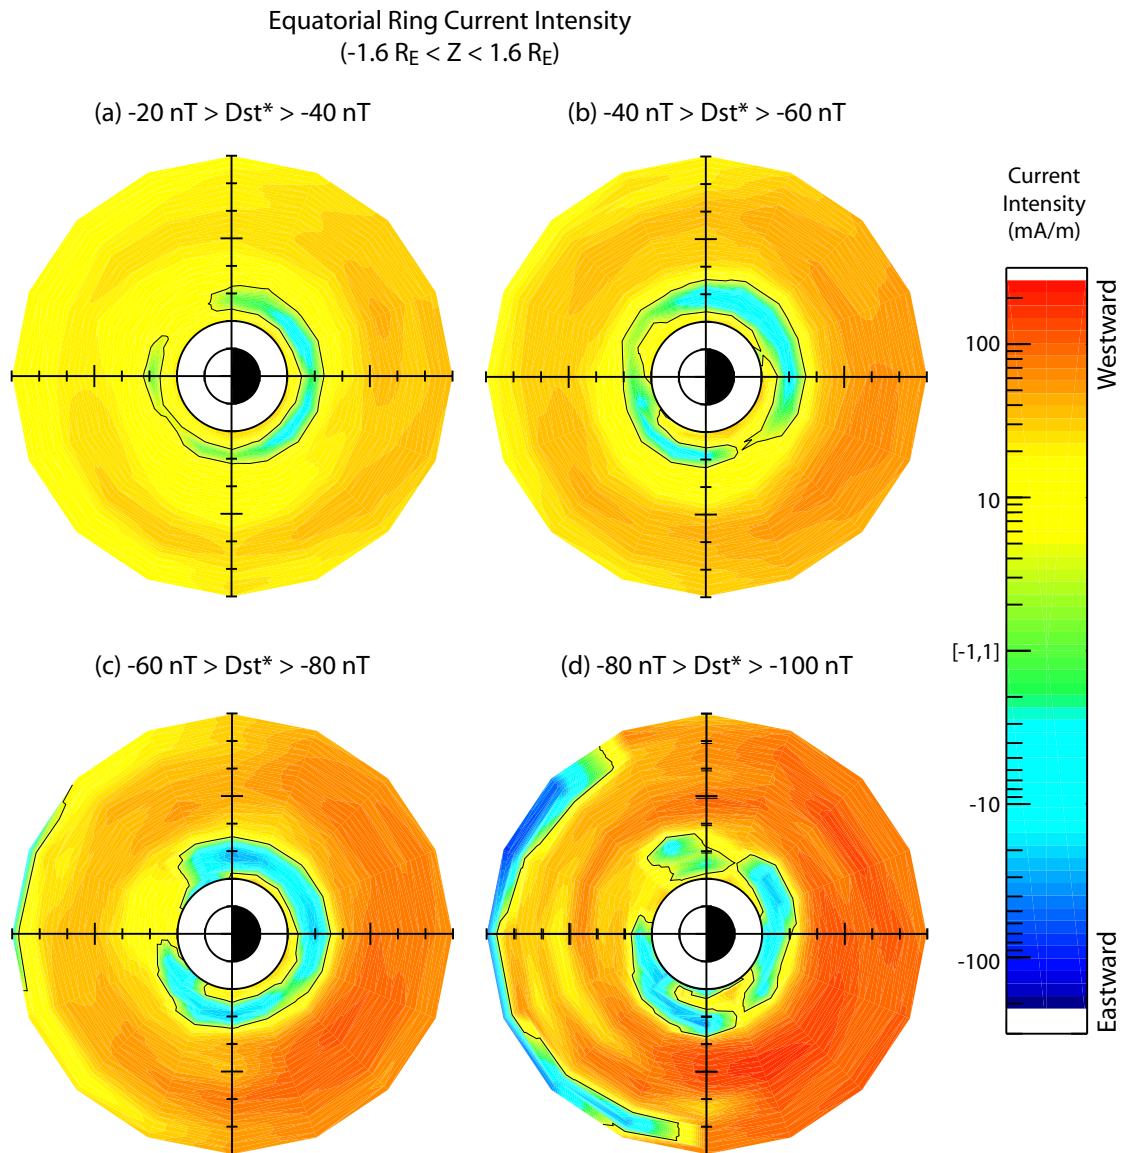 Equatorial Ring Current Intensity
(-1.6 RE < Z < 1.6 RE)
(a) -20 nT > Dst* > -40 nT
(b) -40 nT > Dst* > -60 nT
Current
Intensity
(mA/m)
Westward
100
10
[-1,1]
-10
-100
Eastward
(c) -60 nT > Dst* > -80 nT
(d) -80 nT > Dst* > -100 nT